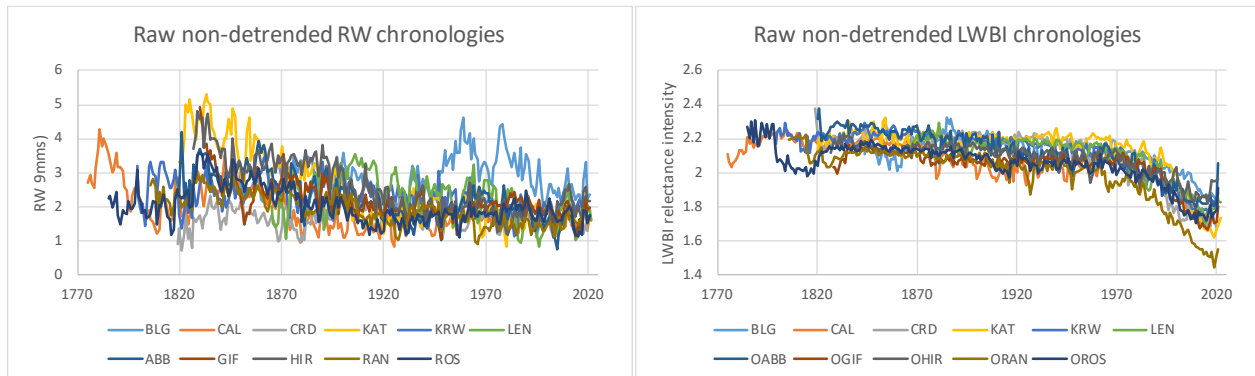 Raw non-detrended RW chronologies
6
5
4
3
2
1
0
RW 9mms)
1770 1820 1870 1920 1970 2020
BLG CAL CRD KAT KRW LEN
ABB GIF HIR RAN ROS
Raw non-detrended LWBI chronologies
2.6
2.4
2.2
2
1.8
1.6
1.4
LWBI relectance intensity
1720 1770 1820 1870 1920 1970 2020
BLG CAL CRD KAT KRW LEN
OABB OGIF OHIR ORAN OROS